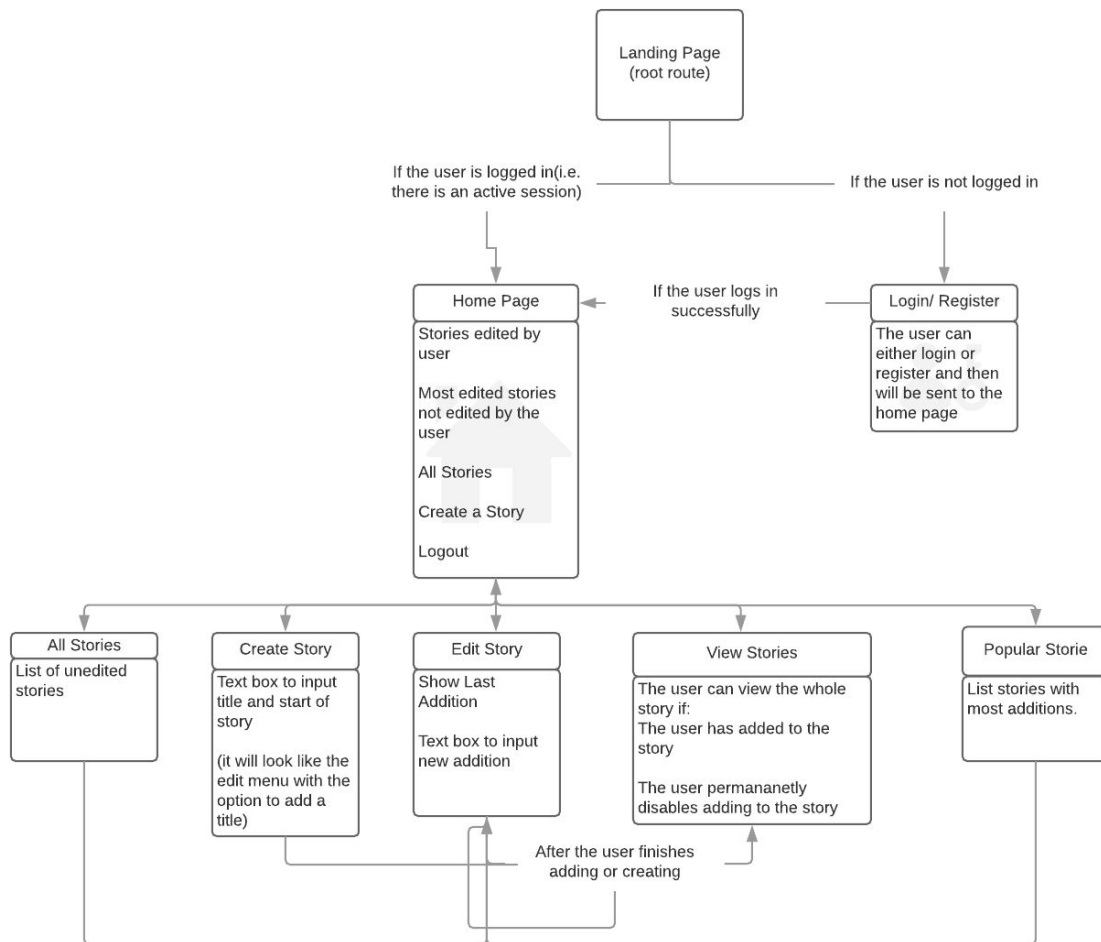 Landing Page
(root route)
If the user is logged in(i.e.
there is an active session)
If the user is not logged in
Home Page
If the user logs in
successfully
Login/ Register
Stories edited by
user
Most edited stories
not edited by the
user
All Stories
Create a Story
Logout
The user can
either login or
register and then
will be sent to the
home page
All Stories
List of unedited
stories
Create Story
Text box to input
title and start of
story
(it will look like the
edit menu with the
option to add a
title)
Edit Story
Show Last
Addition
Text box to input
new addition
View Stories
The user can view the whole
story if:
The user has added to the
story
The user permananetly
disables adding to the story
Popular Storie
List stories with
most additions.
After the user finishes
adding or creating